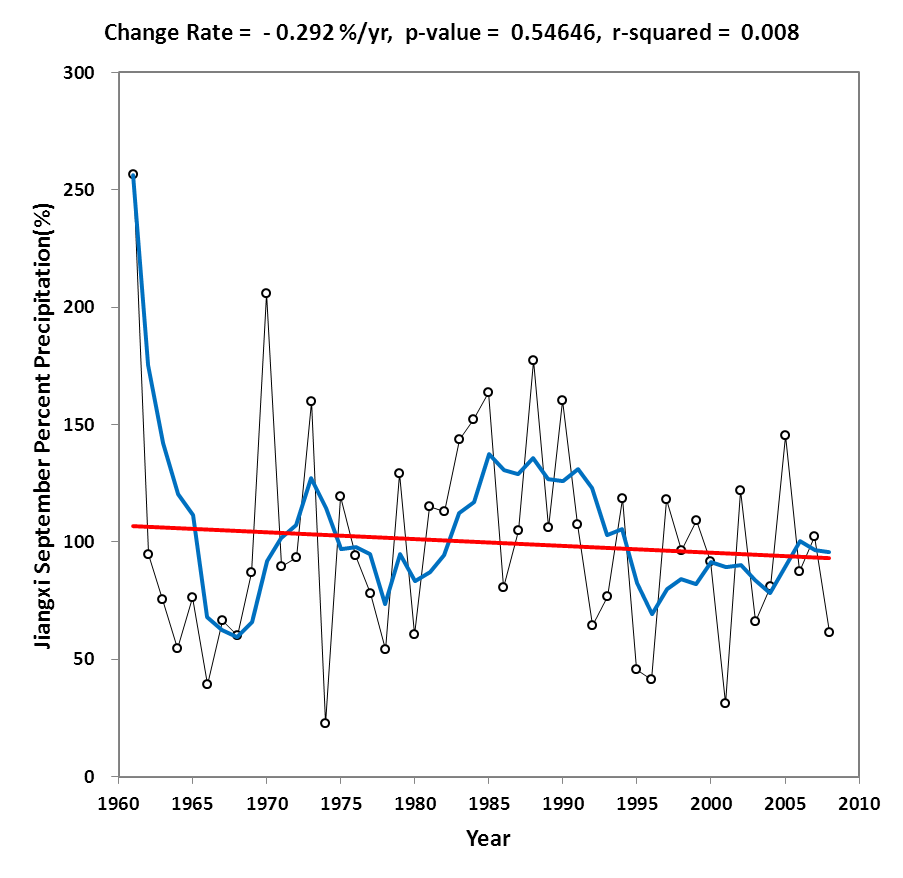 Change Rate = - 0.292 %/yr, p-value = 0.54646, r-squared = 0.008
Jiangxi September Percent Precipitation(%)
300
250
200
150
100
50
0
1960 1965 1970 1975 1980 1985 1990 1995 2000 2005 2010
Year